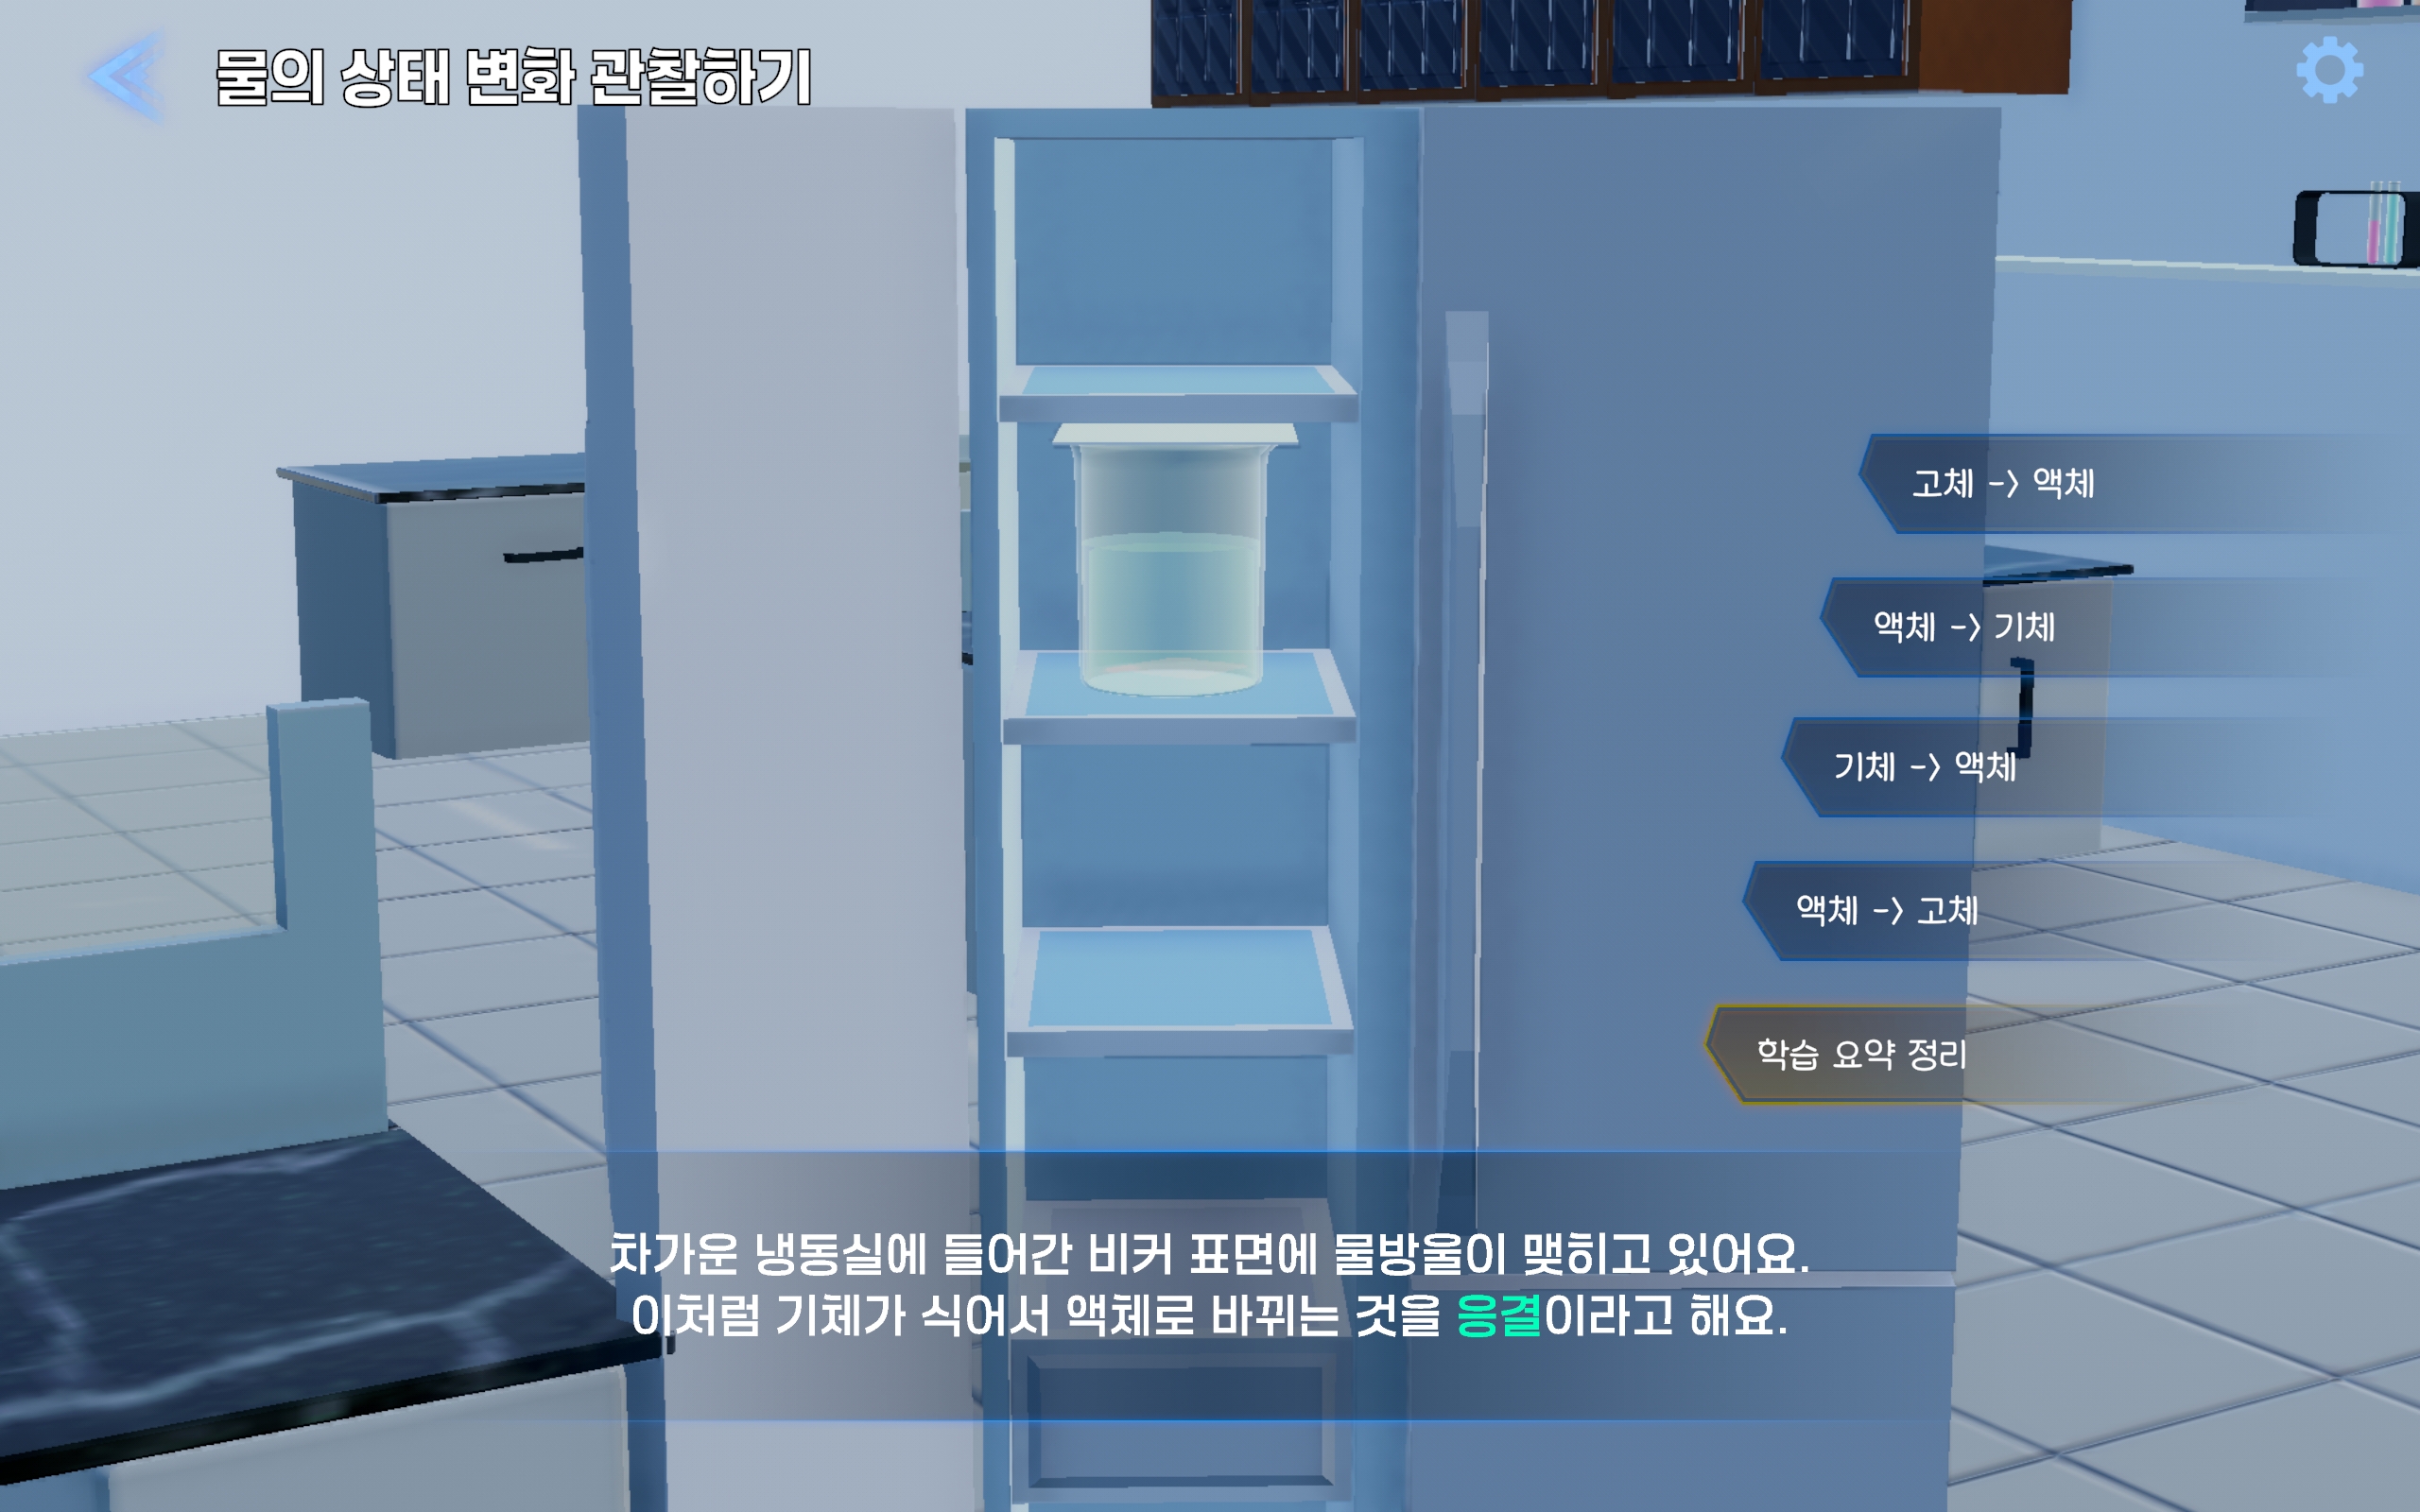 물의 상태 변화 관찰하기
고체 -> 액체
액체 -> 기체
기체 -> 액체
액체 -> 고체
학습 요약 정리
차가운 냉동실에 들어간 비커 표면에 물방울이 맺히고 있어요.
이처럼 기체가 식어서 액체로 바뀌는 것을 응결이라고 해요.